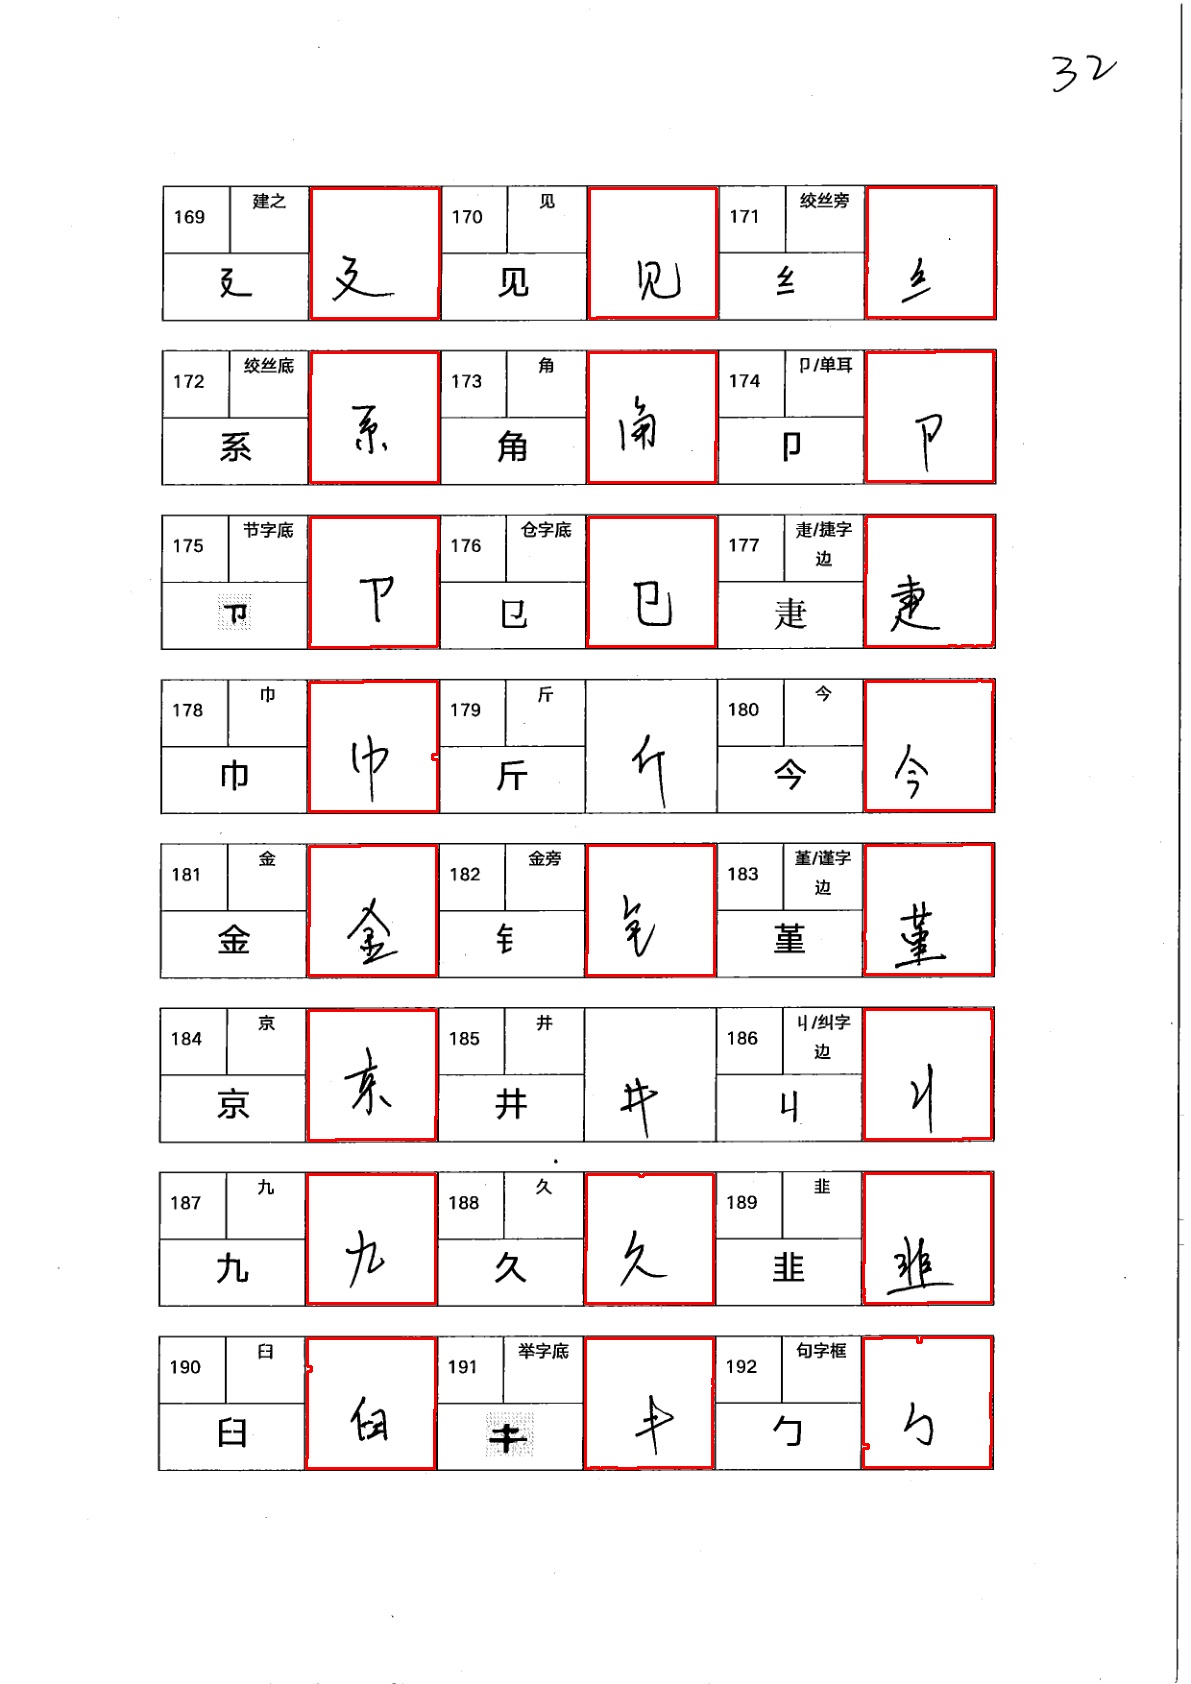 32
169 建之 廴 廴 170 见 见 见 171 绞丝旁 纟 纟
172 绞丝底 系 系 173 角 角 角 174 卩/单耳 卩 卩
175 节字底 卩 卩 176 仓字底 㔾 㔾 177 疌/捷字边 疌 疌
178 巾 巾 巾 179 斤 斤 斤 180 今 今 今
181 金 金 金 182 金旁 钅 钅 183 堇/谨字边 堇 堇
184 京 京 京 185 井 井 井 186 丩/纠字边 丩 丩
187 九 九 九 188 久 久 久 189 韭 韭 韭
190 臼 臼 臼 191 举字底 192 句字框 勹 勹